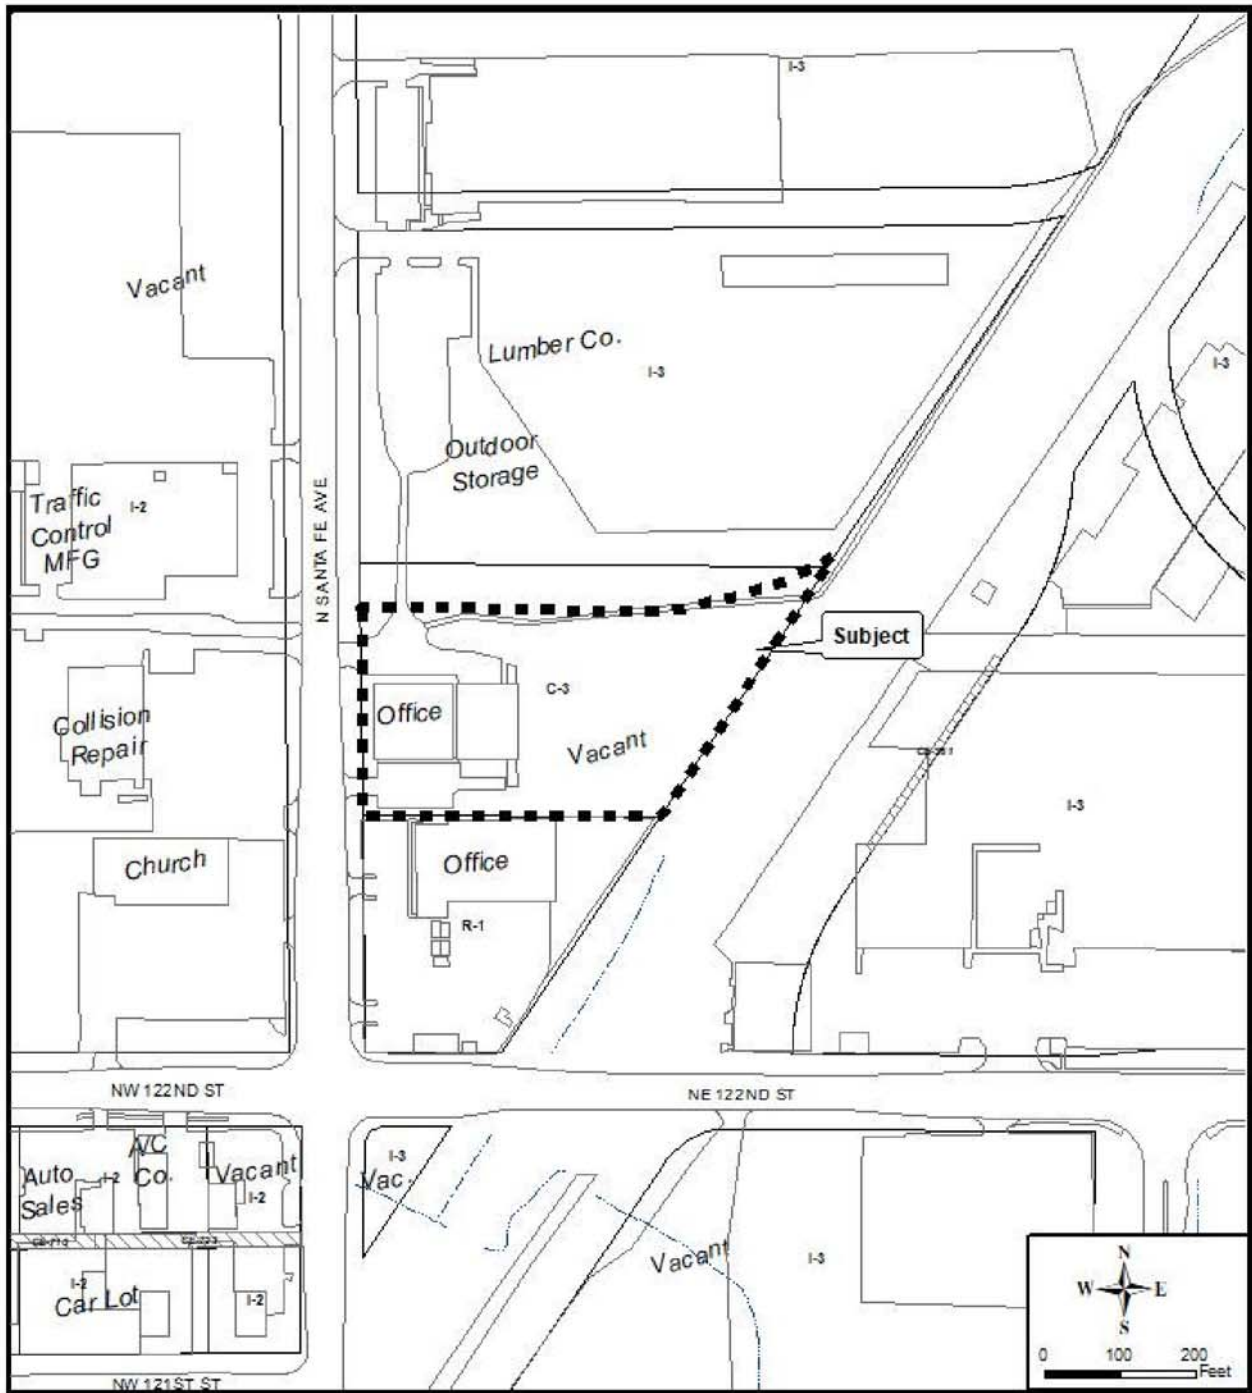 I-3
Vacant
Lumber Co.
I-3
I-3
Outdoor
Storage
Traffic
Control
MFG
I-2
N SANTA FE AVE
Subject
C-3
Office
Vacant
Collision
Repair
I-3
Church
Office
R-1
NW 122ND ST
NE 122ND ST
A/C
Co.
Auto
Sales
I-2
Vacant
I-2
I-3
Vac.
Vacant
I-3
I-2
Car Lot
I-2
NW 121ST ST
N
W
E
S
0
100
200
Feet